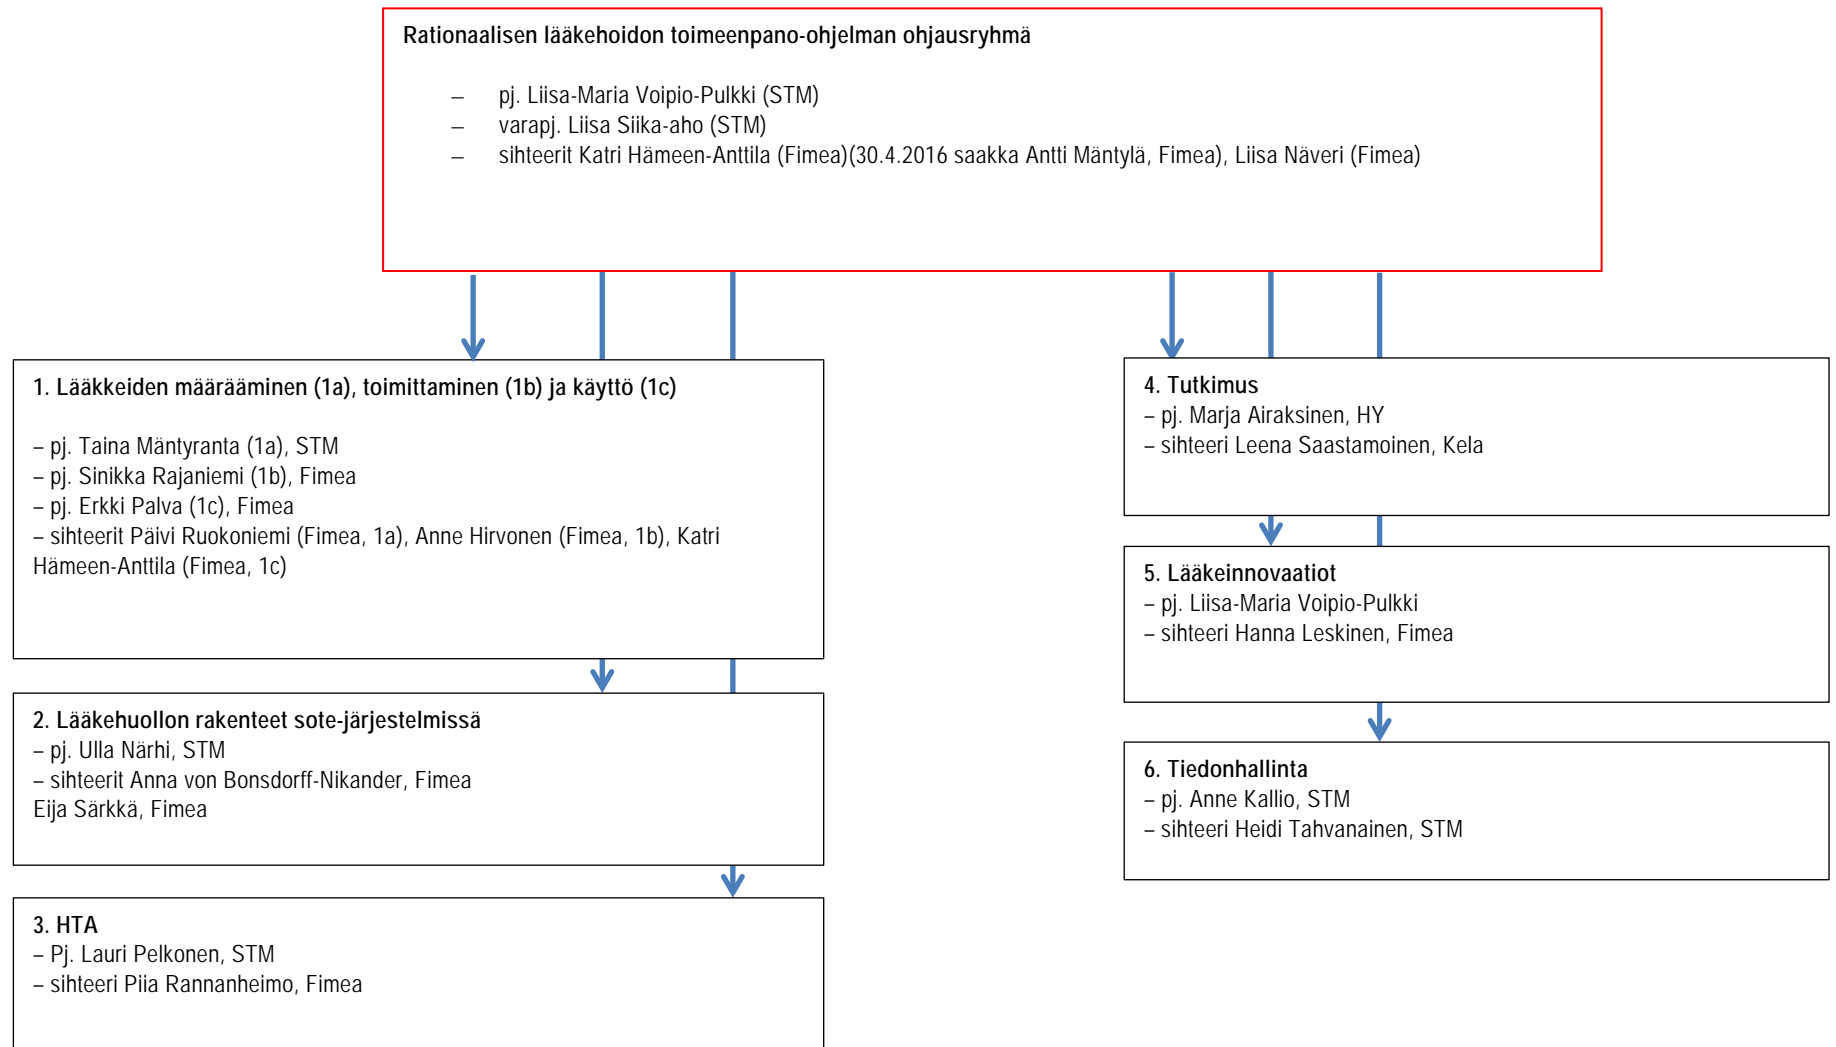 Rationaalisen lääkehoidon toimeenpano-ohjelman ohjausryhmä
– pj. Liisa-Maria Voipio-Pulkki (STM)
– varapj. Liisa Siika-aho (STM)
– sihteerit Katri Hämeen-Anttila (Fimea)(30.4.2016 saakka Antti Mäntylä, Fimea), Liisa Näveri (Fimea)
1. Lääkkeiden määrääminen (1a), toimittaminen (1b) ja käyttö (1c)
– pj. Taina Mäntyranta (1a), STM
– pj. Sinikka Rajaniemi (1b), Fimea
– pj. Erkki Palva (1c), Fimea
– sihteerit Päivi Ruokoniemi (Fimea, 1a), Anne Hirvonen (Fimea, 1b), Katri
Hämeen-Anttila (Fimea, 1c)
2. Lääkehuollon rakenteet sote-järjestelmissä
– pj. Ulla Närhi, STM
– sihteerit Anna von Bonsdorff-Nikander, Fimea
Eija Särkkä, Fimea
3. HTA
– Pj. Lauri Pelkonen, STM
– sihteeri Piia Rannanheimo, Fimea
4. Tutkimus
– pj. Marja Airaksinen, HY
– sihteeri Leena Saastamoinen, Kela
5. Lääkeinnovaatiot
– pj. Liisa-Maria Voipio-Pulkki
– sihteeri Hanna Leskinen, Fimea
6. Tiedonhallinta
– pj. Anne Kallio, STM
– sihteeri Heidi Tahvanainen, STM